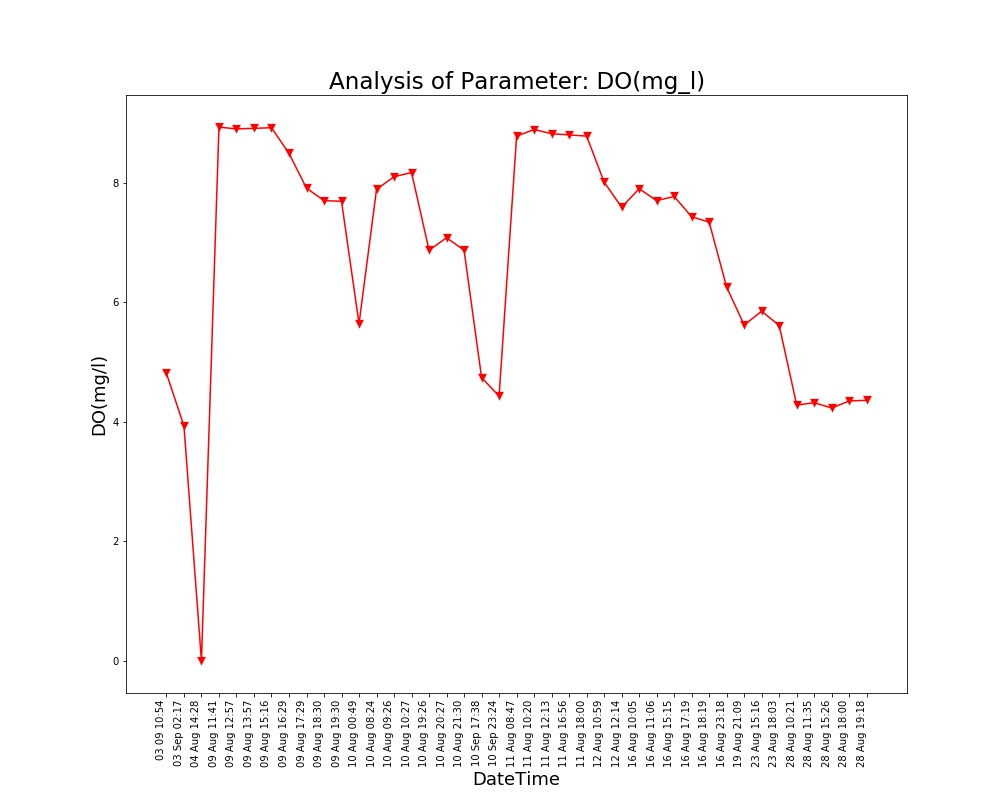 Analysis of Parameter: DO(mg_l)
DO(mg/l)
8
6
4
2
0
03 09 10:54
03 Sep 02:17
04 Aug 14:28
09 Aug 11:41
09 Aug 12:57
09 Aug 13:57
09 Aug 15:16
09 Aug 16:29
09 Aug 17:29
09 Aug 18:30
09 Aug 19:30
10 Aug 00:49
10 Aug 08:24
10 Aug 09:26
10 Aug 10:27
10 Aug 19:26
10 Aug 20:27
10 Aug 21:30
10 Sep 17:38
10 Sep 23:24
11 Aug 08:47
11 Aug 10:20
11 Aug 12:13
11 Aug 16:56
11 Aug 18:00
12 Aug 10:59
12 Aug 12:14
16 Aug 10:05
16 Aug 11:06
16 Aug 15:15
16 Aug 17:19
16 Aug 18:19
16 Aug 23:18
19 Aug 21:09
23 Aug 15:16
23 Aug 18:03
28 Aug 10:21
28 Aug 11:35
28 Aug 15:26
28 Aug 18:00
28 Aug 19:18
DateTime